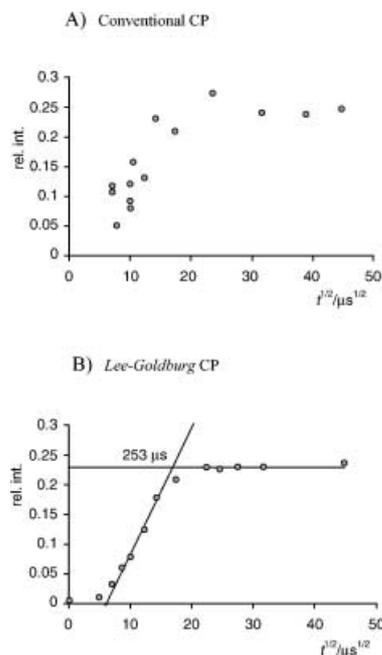 A) Conventional CP
rel. int.
0.3
0.25
0.2
0.15
0.1
0.05
0
0 10 20 30 40 50
t^1/2/μs^1/2
B) Lee-Goldburg CP
rel. int.
0.3
0.25
0.2
0.15
0.1
0.05
0
253 μs
0 10 20 30 40 50
t^1/2/μs^1/2